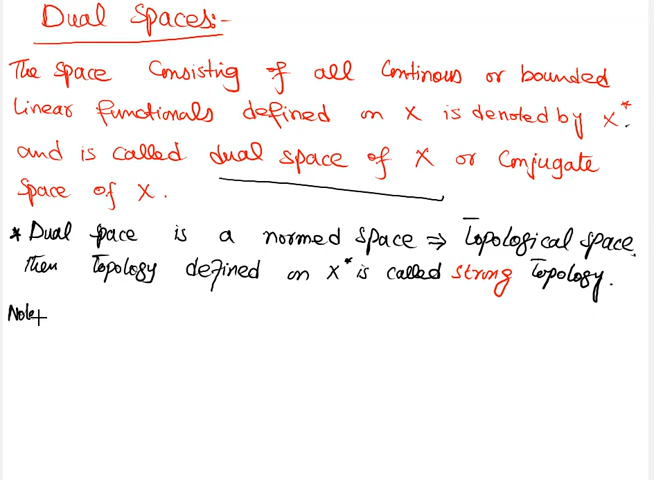 Dual Spaces:-
The space Consistig of all Continous or bounded
linear functionals defined on X is denoted by X*.
and is called dual space of X or Conjugate
Space of X.
* Dual pace is a normed space ⇒ Topological space.
Then Topology defined on X* is called strong Topology.
Note